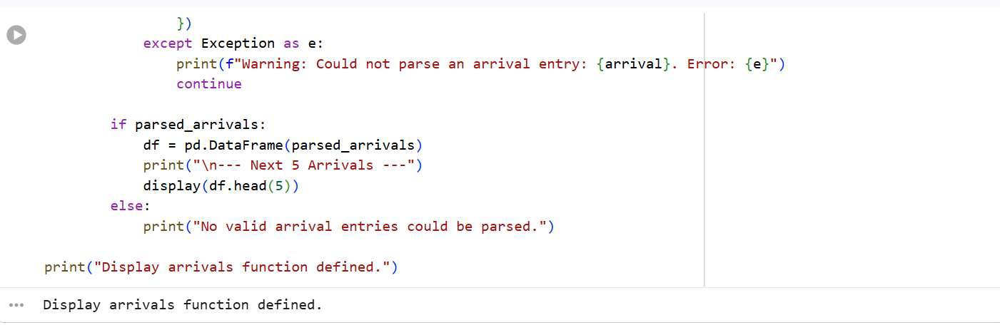 })
except Exception as e:
print(f"Warning: Could not parse an arrival entry: {arrival}. Error: {e}")
continue
if parsed_arrivals:
df = pd.DataFrame(parsed_arrivals)
print("\n--- Next 5 Arrivals ---")
display(df.head(5))
else:
print("No valid arrival entries could be parsed.")
print("Display arrivals function defined.")
Display arrivals function defined.